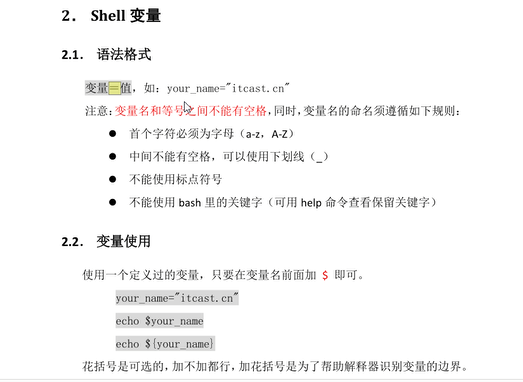 2. Shell 变量
2.1. 语法格式
变量=值，如：your_name="itcast.cn"
注意：变量名和等号之间不能有空格，同时，变量名的命名须遵循如下规则：
● 首个字符必须为字母（a-z，A-Z）
● 中间不能有空格，可以使用下划线（_）
● 不能使用标点符号
● 不能使用 bash 里的关键字（可用 help 命令查看保留关键字）
2.2. 变量使用
使用一个定义过的变量，只要在变量名前面加 $ 即可。
your_name="itcast.cn"
echo $your_name
echo ${your_name}
花括号是可选的，加不加都行，加花括号是为了帮助解释器识别变量的边界。